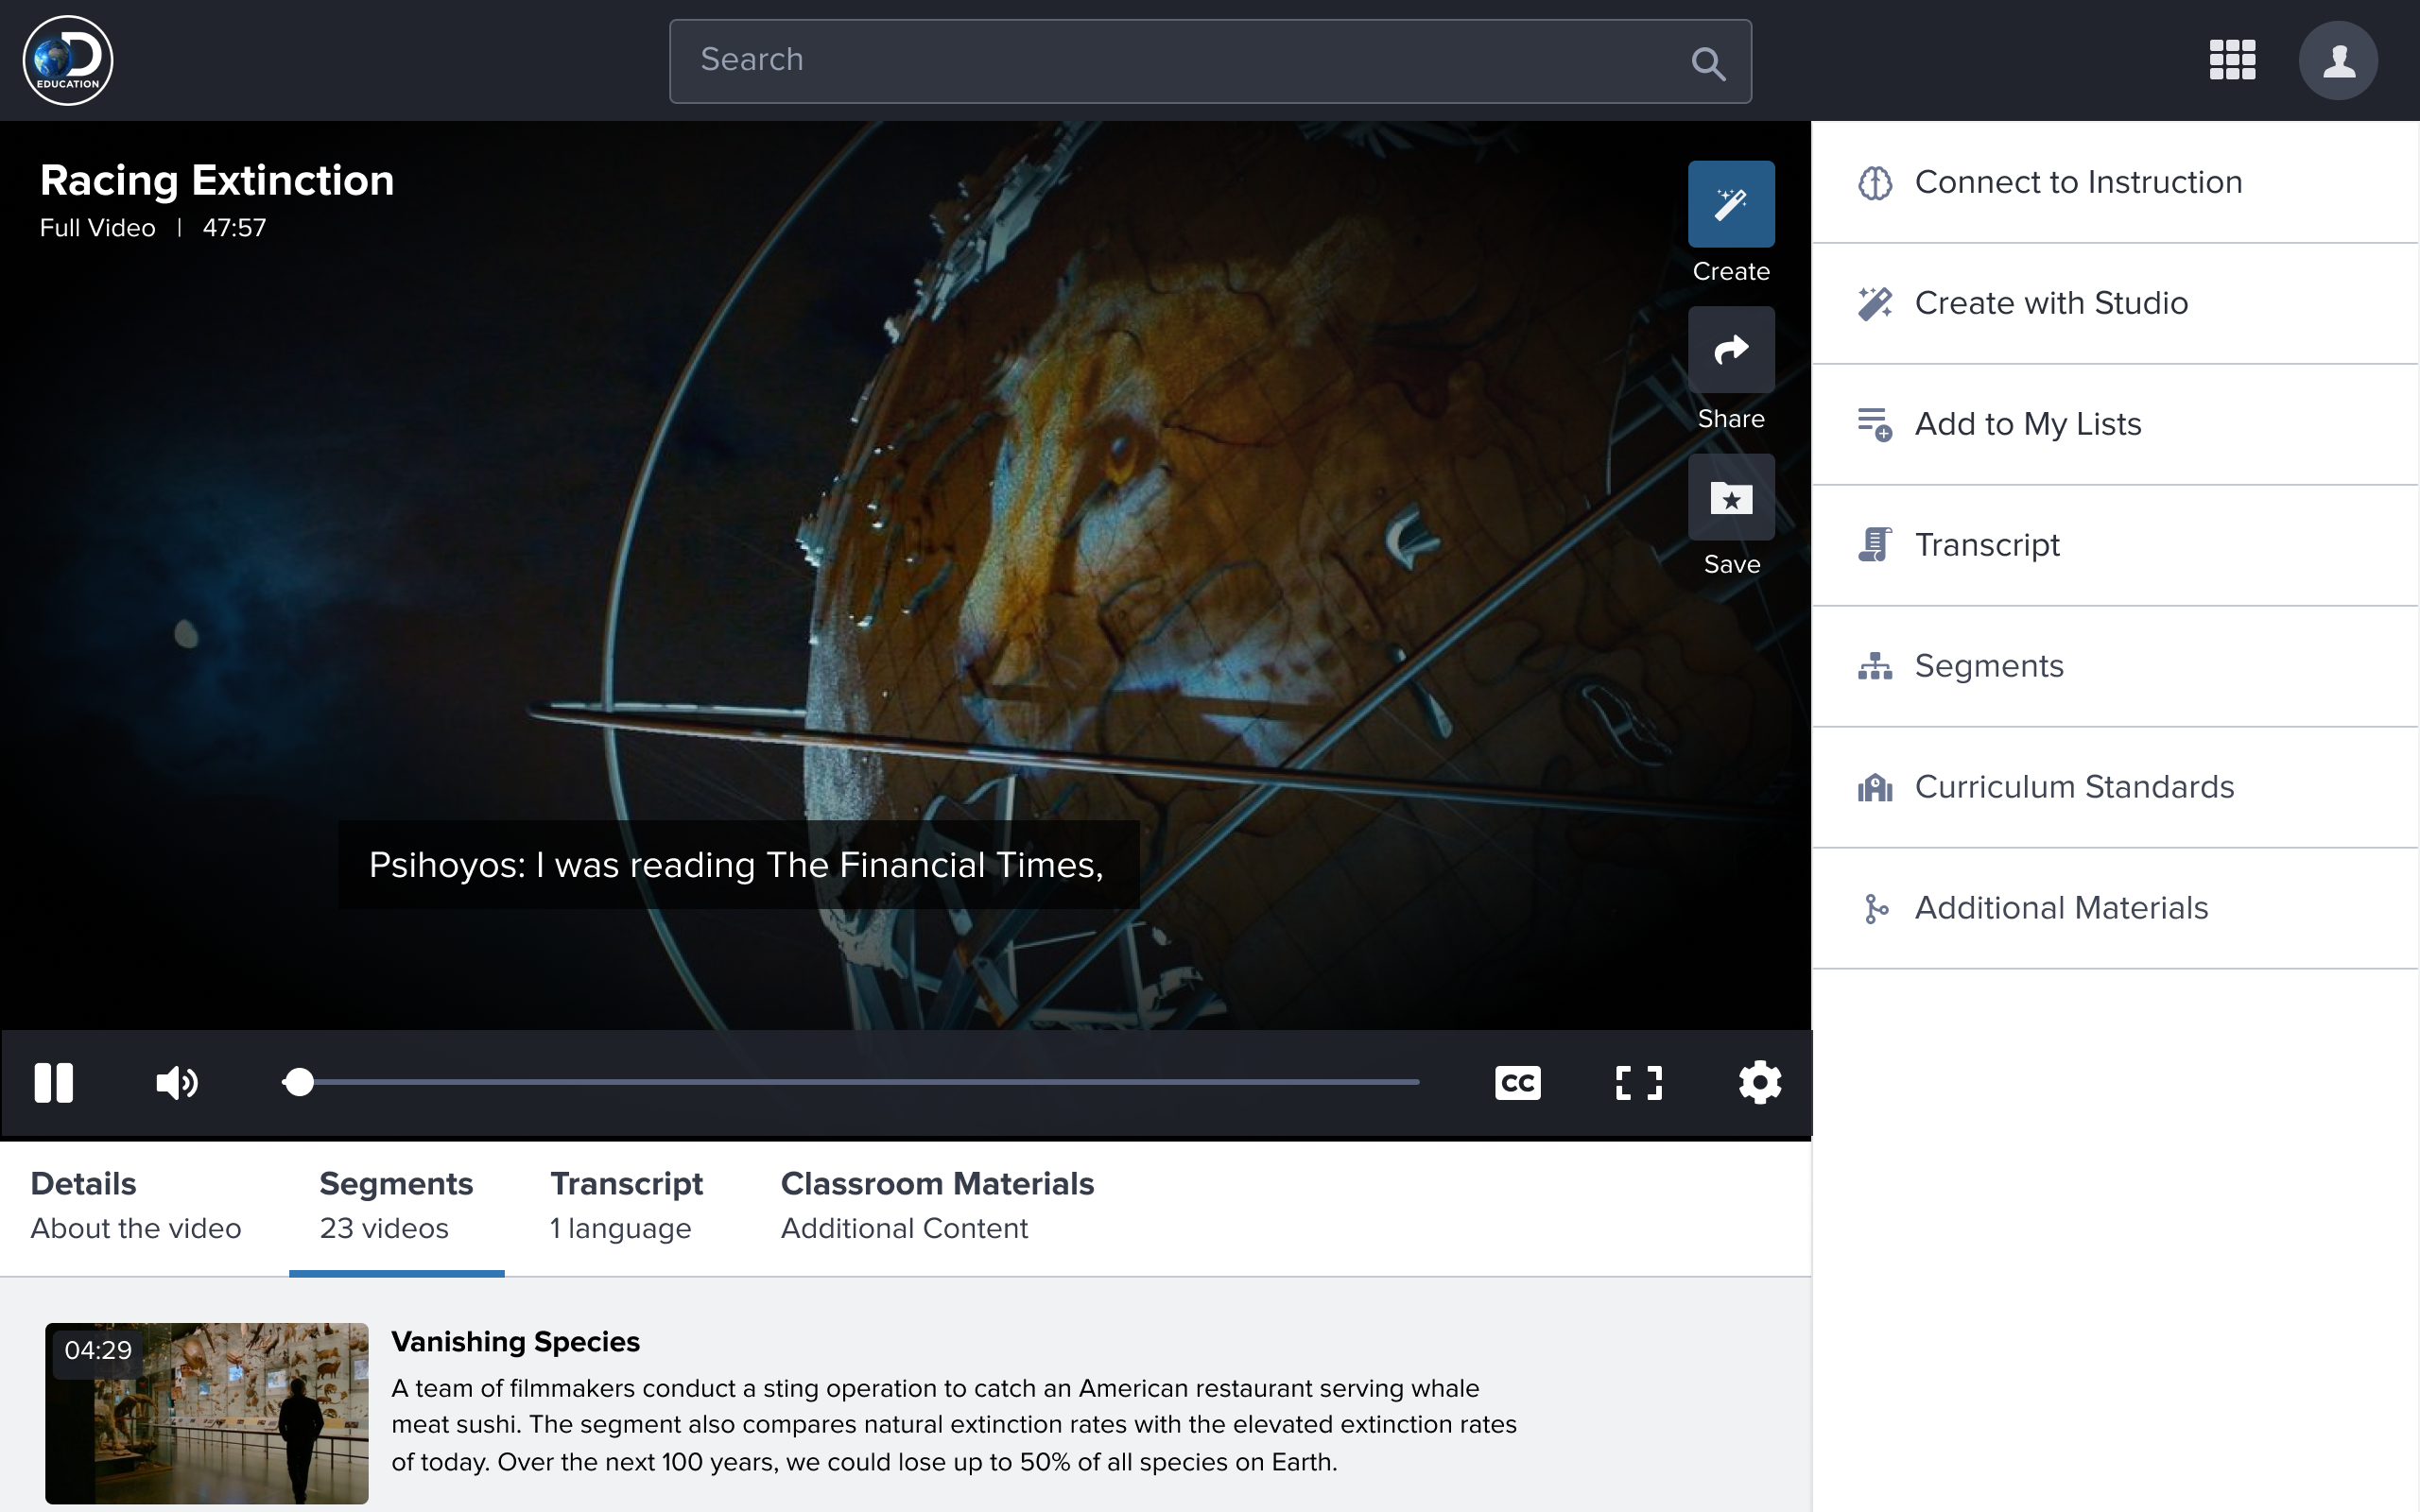 D
EDUCATION
Search
Racing Extinction
Full Video | 47:57
Create
Share
Save
Psihoyos: I was reading The Financial Times,
CC
Connect to Instruction
Create with Studio
Add to My Lists
Transcript
Segments
Curriculum Standards
Additional Materials
Details
About the video
Segments
23 videos
Transcript
1 language
Classroom Materials
Additional Content
04:29
Vanishing Species
A team of filmmakers conduct a sting operation to catch an American restaurant serving whale
meat sushi. The segment also compares natural extinction rates with the elevated extinction rates
of today. Over the next 100 years, we could lose up to 50% of all species on Earth.